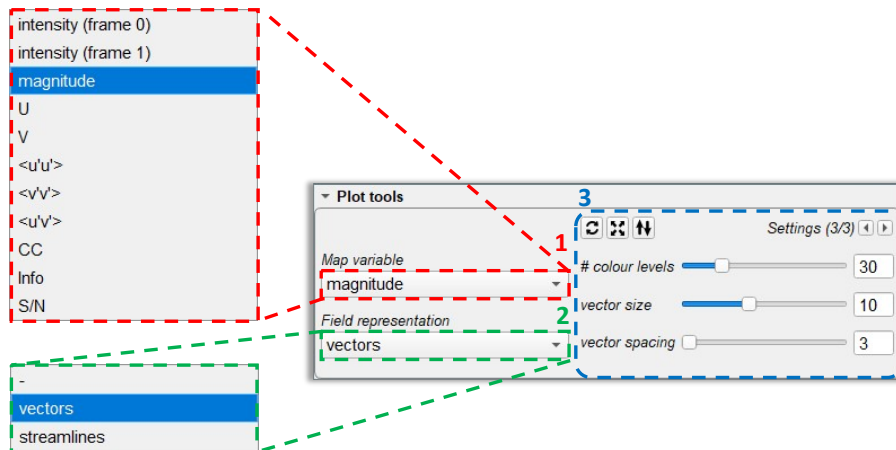 intensity (frame 0)
intensity (frame 1)
magnitude
U
V
<u'u'>
<v'v'>
<u'v'>
CC
Info
S/N
-
vectors
streamlines
Plot tools
1
Map variable
magnitude
Field representation
2
vectors
3
Settings (3/3)
# colour levels 30
vector size 10
vector spacing 3